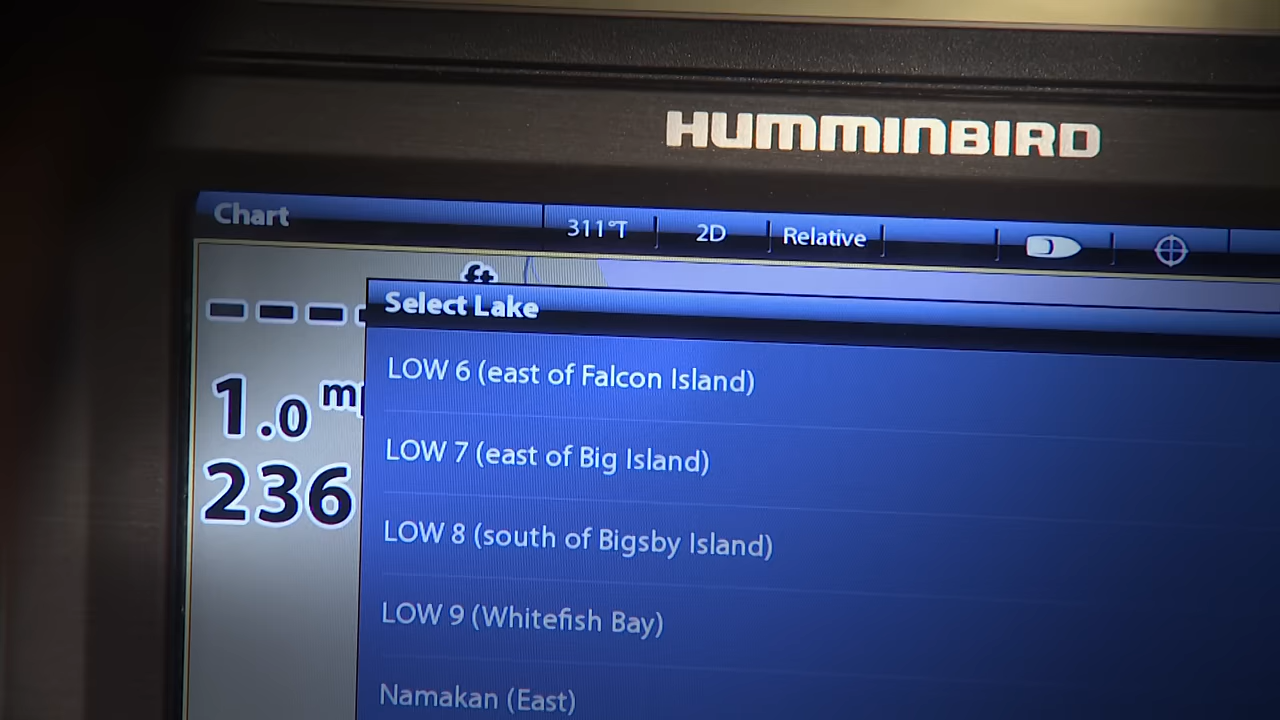 HUMMINBIRD
Chart 311°T 2D Relative
ft
Select Lake
----
1.0
236
LOW 6 (east of Falcon Island)
LOW 7 (east of Big Island)
LOW 8 (south of Bigsby Island)
LOW 9 (Whitefish Bay)
Namakan (East)